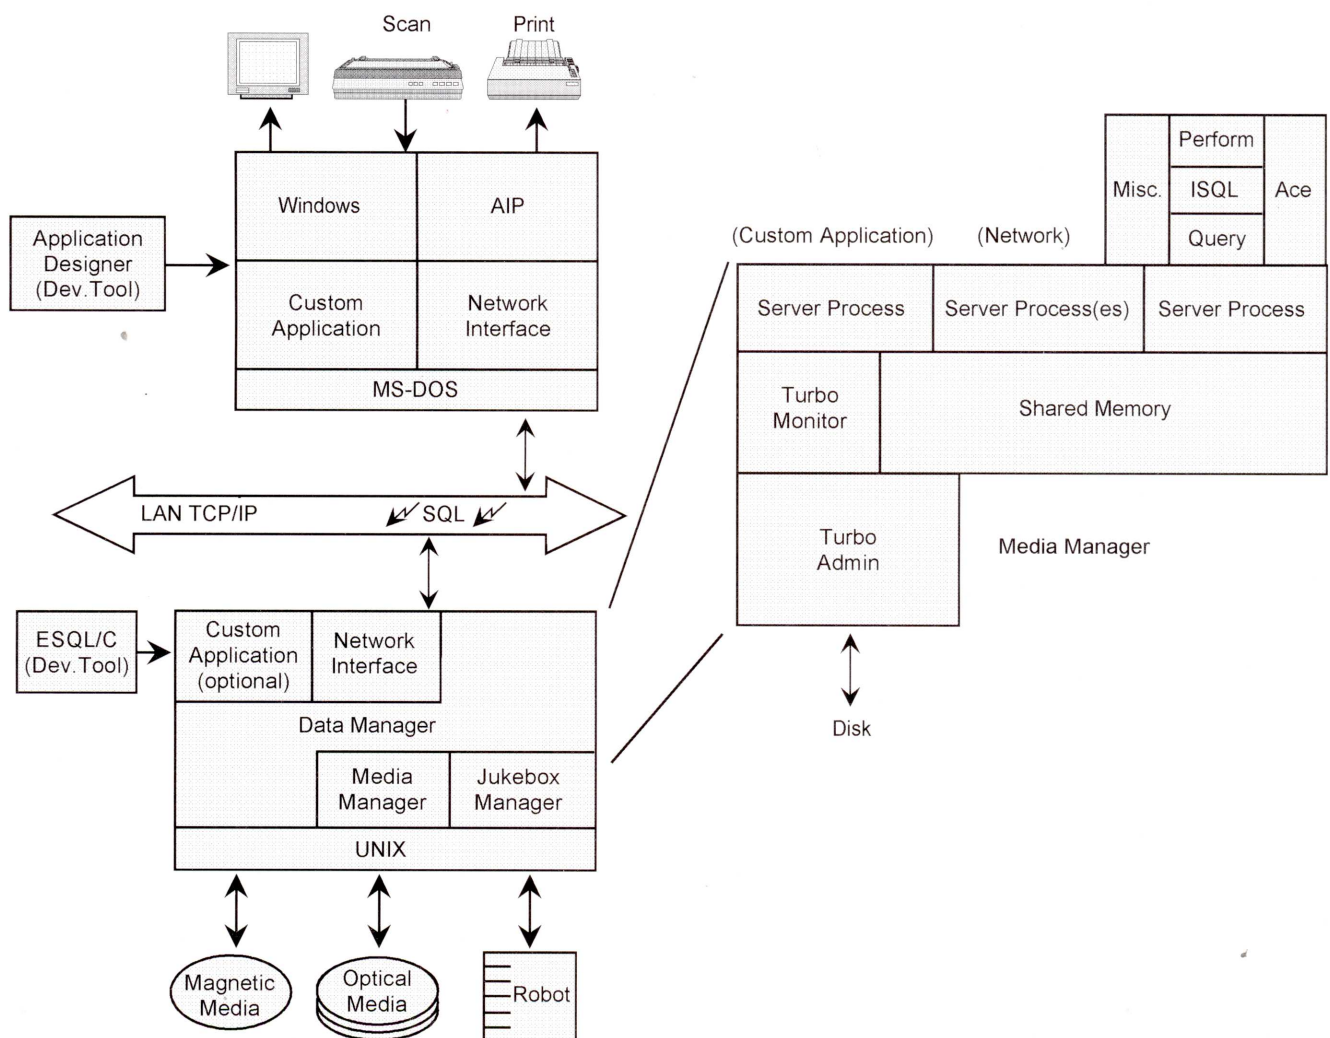 Scan
Print
Windows
AIP
Application
Designer
(Dev.Tool)
Custom
Application
Network
Interface
MS-DOS
LAN TCP/IP
SQL
ESQL/C
(Dev.Tool)
Custom
Application
(optional)
Network
Interface
Data Manager
Media
Manager
Jukebox
Manager
UNIX
Magnetic
Media
Optical
Media
Robot
Misc.
Perform
ISQL
Query
Ace
(Custom Application)
(Network)
Server Process
Server Process(es)
Server Process
Turbo
Monitor
Shared Memory
Turbo
Admin
Media Manager
Disk